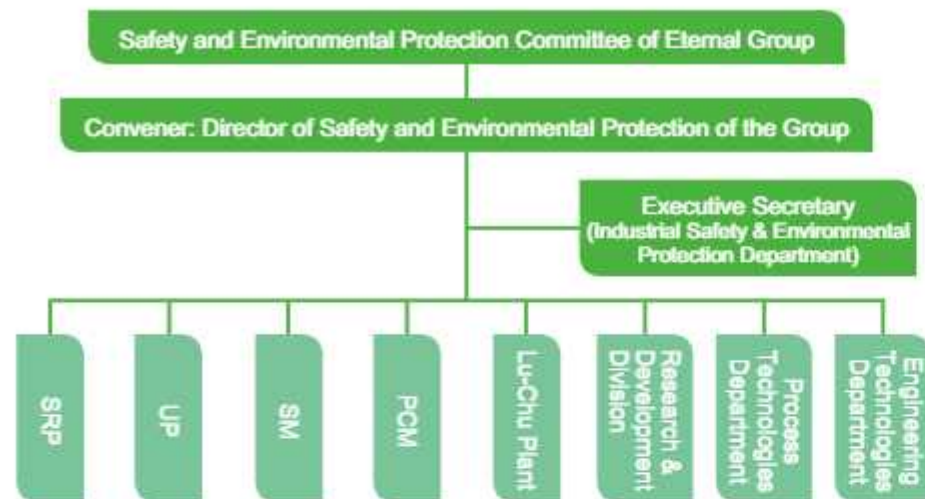 Safety and Environmental Protection Committee of Eternal Group
Convener: Director of Safety and Environmental Protection of the Group
Executive Secretary
(Industrial Safety & Environmental
Protection Department)
SRP
UP
SM
PCM
Lu-Chu Plant
Research &
Development
Division
Process
Technologies
Department
Engineering
Technologies
Department